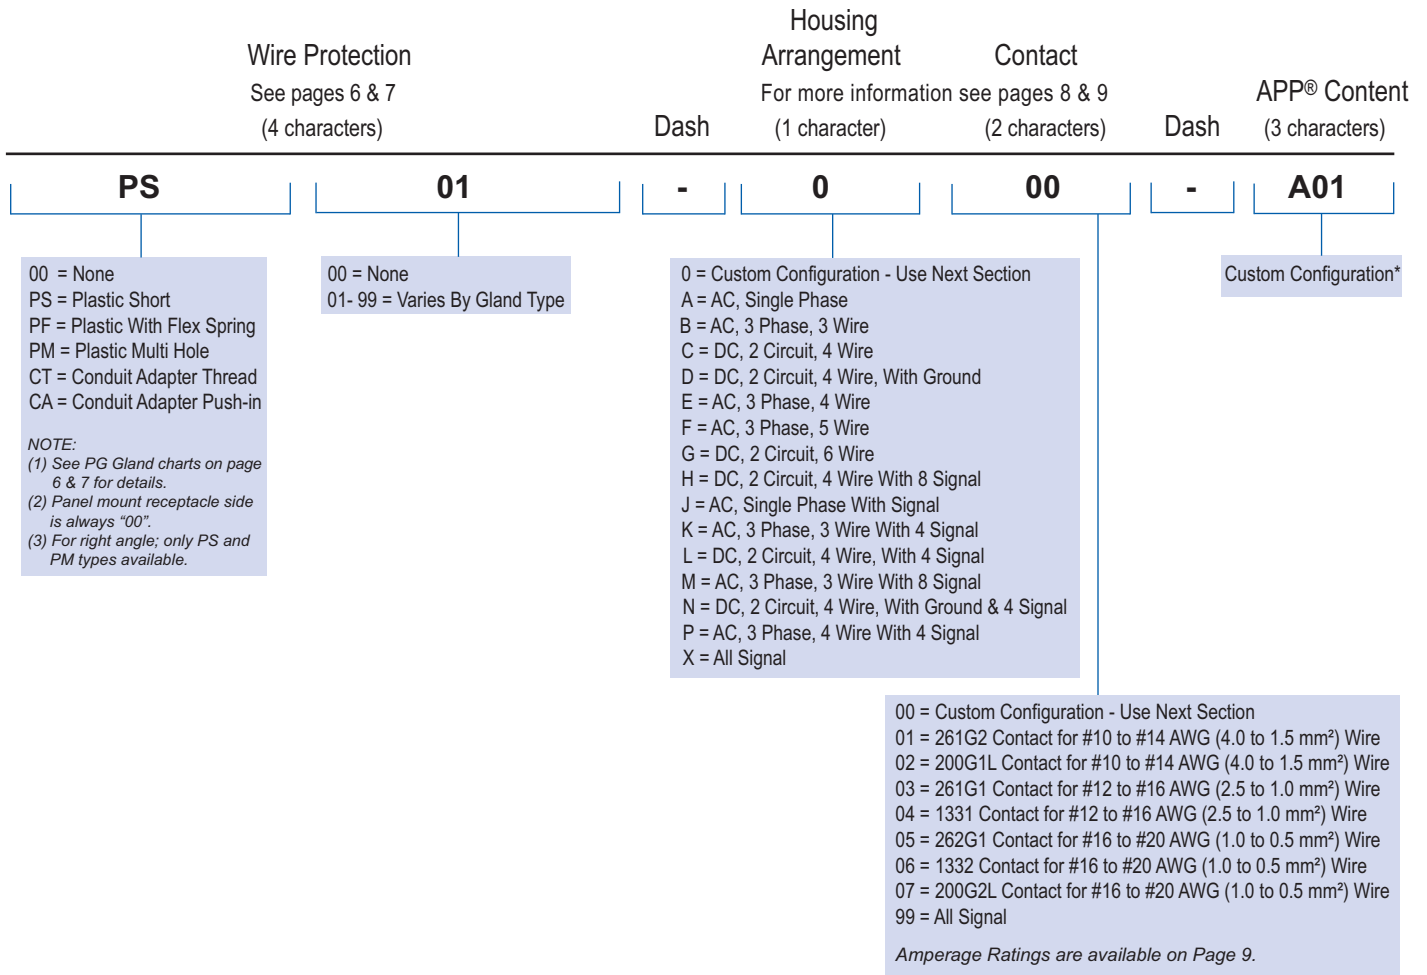 Wire Protection
See pages 6 & 7
(4 characters)
Dash
Housing
Arrangement
Contact
For more information see pages 8 & 9
(1 character)
(2 characters)
Dash
APP® Content
(3 characters)
PS
01
-
0
00
-
A01
00 = None
PS = Plastic Short
PF = Plastic With Flex Spring
PM = Plastic Multi Hole
CT = Conduit Adapter Thread
CA = Conduit Adapter Push-in
NOTE:
(1) See PG Gland charts on page
6 & 7 for details.
(2) Panel mount receptacle side
is always “00”.
(3) For right angle; only PS and
PM types available.
00 = None
01- 99 = Varies By Gland Type
0 = Custom Configuration - Use Next Section
A = AC, Single Phase
B = AC, 3 Phase, 3 Wire
C = DC, 2 Circuit, 4 Wire
D = DC, 2 Circuit, 4 Wire, With Ground
E = AC, 3 Phase, 4 Wire
F = AC, 3 Phase, 5 Wire
G = DC, 2 Circuit, 6 Wire
H = DC, 2 Circuit, 4 Wire With 8 Signal
J = AC, Single Phase With Signal
K = AC, 3 Phase, 3 Wire With 4 Signal
L = DC, 2 Circuit, 4 Wire, With 4 Signal
M = AC, 3 Phase, 3 Wire With 8 Signal
N = DC, 2 Circuit, 4 Wire, With Ground & 4 Signal
P = AC, 3 Phase, 4 Wire With 4 Signal
X = All Signal
Custom Configuration*
00 = Custom Configuration - Use Next Section
01 = 261G2 Contact for #10 to #14 AWG (4.0 to 1.5 mm²) Wire
02 = 200G1L Contact for #10 to #14 AWG (4.0 to 1.5 mm²) Wire
03 = 261G1 Contact for #12 to #16 AWG (2.5 to 1.0 mm²) Wire
04 = 1331 Contact for #12 to #16 AWG (2.5 to 1.0 mm²) Wire
05 = 262G1 Contact for #16 to #20 AWG (1.0 to 0.5 mm²) Wire
06 = 1332 Contact for #16 to #20 AWG (1.0 to 0.5 mm²) Wire
07 = 200G2L Contact for #16 to #20 AWG (1.0 to 0.5 mm²) Wire
99 = All Signal
Amperage Ratings are available on Page 9.